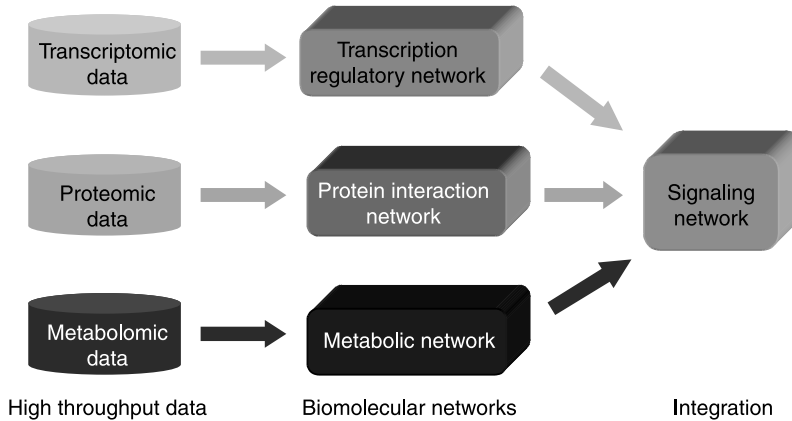 Transcriptomic
data
Transcription
regulatory network
Proteomic
data
Protein interaction
network
Signaling
network
Metabolomic
data
Metabolic network
High throughput data
Biomolecular networks
Integration